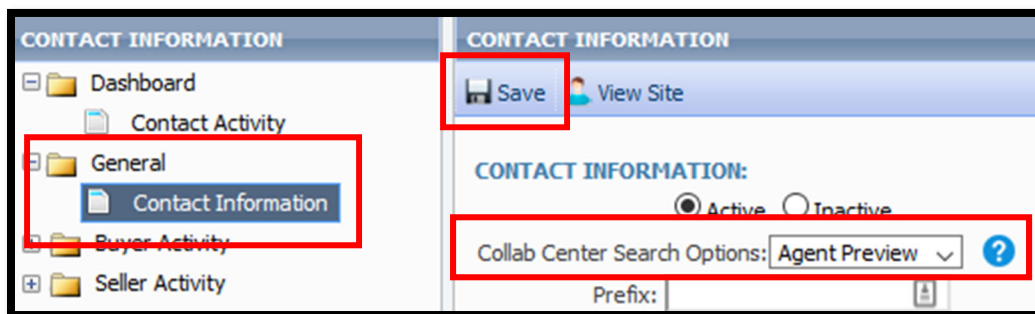 CONTACT INFORMATION
Dashboard
Contact Activity
General
Contact Information
Buyer Activity
Seller Activity
CONTACT INFORMATION
Save View Site
CONTACT INFORMATION:
Active Inactive
Collab Center Search Options: Agent Preview ?
Prefix: